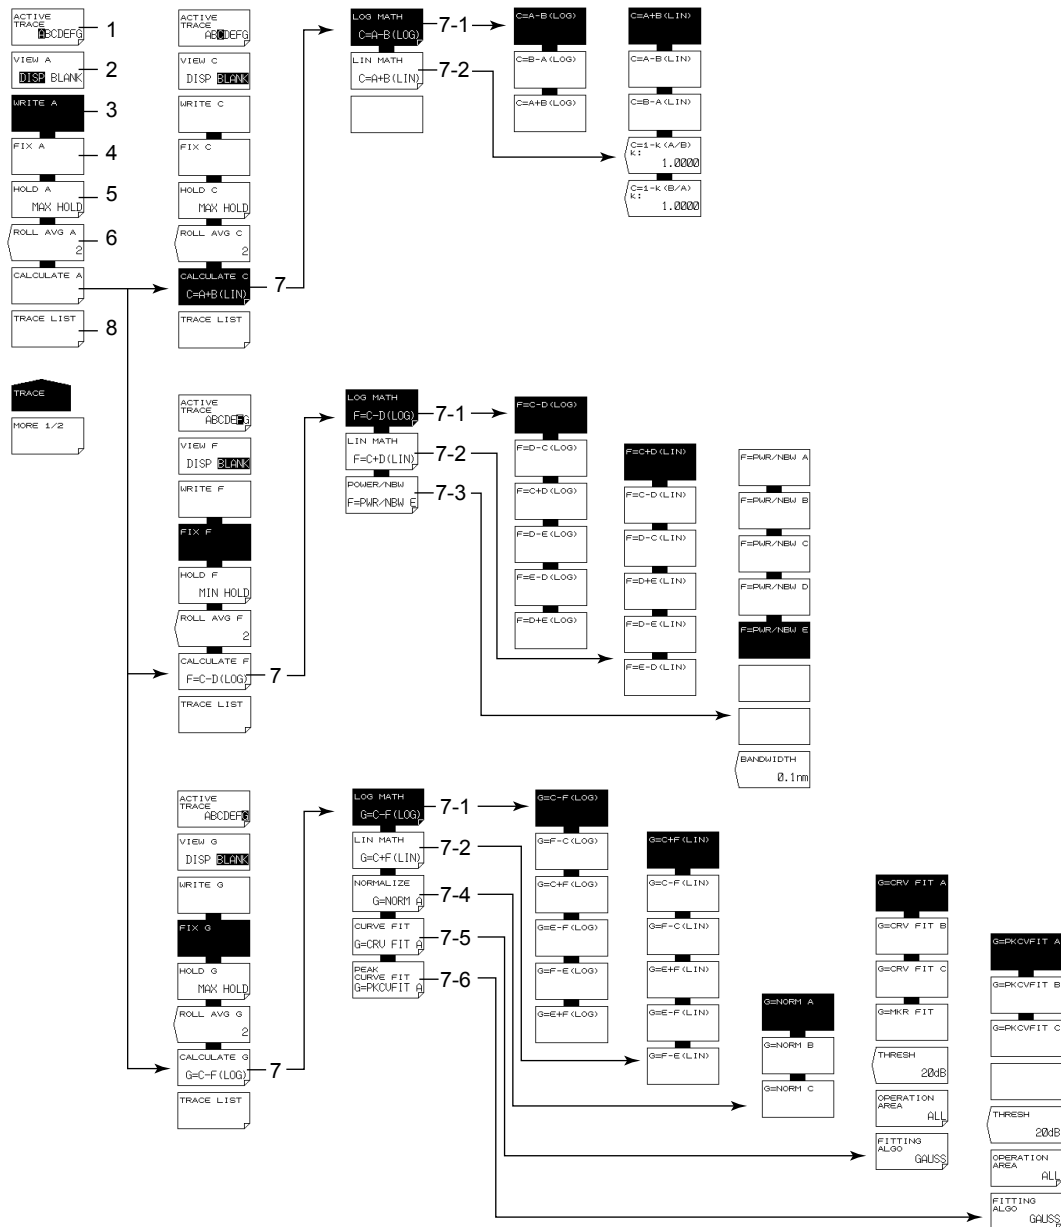 ACTIVE
TRACE
ABCDEFG
1
VIEW A
DISP BLANK
2
WRITE A
3
FIX A
4
HOLD A
MAX HOLD
5
ROLL AVG A
2
6
CALCULATE A
TRACE LIST
8
TRACE
MORE 1/2
ACTIVE
TRACE
ABCDEFG
VIEW C
DISP BLANK
WRITE C
FIX C
HOLD C
MAX HOLD
ROLL AVG C
2
CALCULATE C
C=A+B(LIN)
7
TRACE LIST
LOG MATH
C=A-B(LOG)
7-1
LIN MATH
C=A+B(LIN)
7-2
C=A-B(LOG)
C=B-A(LOG)
C=A+B(LOG)
C=A+B(LIN)
C=A-B(LIN)
C=B-A(LIN)
C=1-k(A/B)
k:
1.0000
C=1-k(B/A)
k:
1.0000
ACTIVE
TRACE
ABCDEFG
VIEW F
DISP BLANK
WRITE F
FIX F
HOLD F
MIN HOLD
ROLL AVG F
2
CALCULATE F
F=C-D(LOG)
7
TRACE LIST
LOG MATH
F=C-D(LOG)
7-1
LIN MATH
F=C+D(LIN)
7-2
POWER/NBW
F=PWR/NBW E
7-3
F=C-D(LOG)
F=D-C(LOG)
F=C+D(LOG)
F=D-E(LOG)
F=E-D(LOG)
F=D+E(LOG)
F=C+D(LIN)
F=C-D(LIN)
F=D-C(LIN)
F=D+E(LIN)
F=D-E(LIN)
F=E-D(LIN)
F=PWR/NBW A
F=PWR/NBW B
F=PWR/NBW C
F=PWR/NBW D
F=PWR/NBW E
BANDWIDTH
0.1nm
ACTIVE
TRACE
ABCDEFG
VIEW G
DISP BLANK
WRITE G
FIX G
HOLD G
MAX HOLD
ROLL AVG G
2
CALCULATE G
G=C-F(LOG)
7
TRACE LIST
LOG MATH
G=C-F(LOG)
7-1
LIN MATH
G=C+F(LIN)
7-2
NORMALIZE
G=NORM A
7-4
CURVE FIT
G=CRV FIT A
7-5
PEAK
CURVE FIT
G=PKCVFIT A
7-6
G=C-F(LOG)
G=F-C(LOG)
G=C+F(LOG)
G=E-F(LOG)
G=F-E(LOG)
G=E+F(LOG)
G=C+F(LIN)
G=C-F(LIN)
G=F-C(LIN)
G=E+F(LIN)
G=E-F(LIN)
G=F-E(LIN)
G=NORM A
G=NORM B
G=NORM C
G=CRV FIT A
G=CRV FIT B
G=CRV FIT C
G=MKR FIT
THRESH
20dB
OPERATION
AREA
ALL
FITTING
ALGO
GAUSS
G=PKCVFIT A
G=PKCVFIT B
G=PKCVFIT C
THRESH
20dB
OPERATION
AREA
ALL
FITTING
ALGO
GAUSS